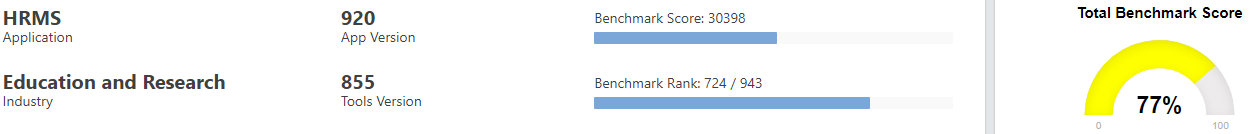 HRMS
Application
920
App Version
Benchmark Score: 30398
Education and Research
Industry
855
Tools Version
Benchmark Rank: 724 / 943
Total Benchmark Score
77%
0
100